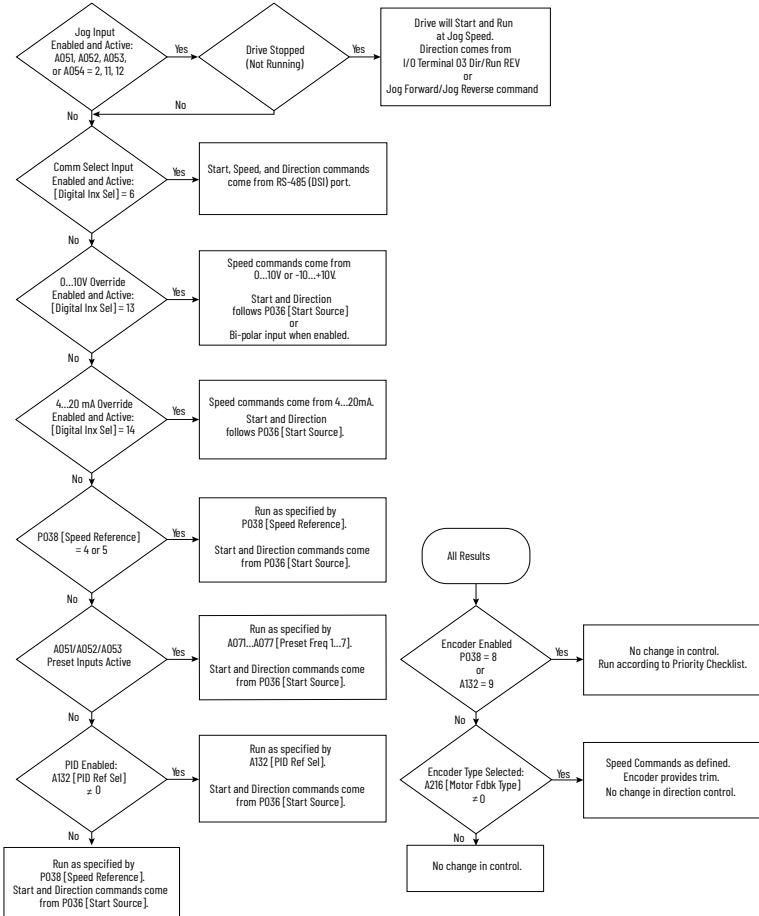 Jog Input
Enabled and Active:
A051, A052, A053,
or A054 = 2, 11, 12
Yes
Drive Stopped
(Not Running)
Yes
Drive will Start and Run
at Jog Speed.
Direction comes from
I/O Terminal 03 Dir/Run REV
or
Jog Forward/Jog Reverse command
No
No
Comm Select Input
Enabled and Active:
[Digital Inx Sel] = 6
Yes
Start, Speed, and Direction commands
come from RS-485 (DSI) port.
No
0...10V Override
Enabled and Active:
[Digital Inx Sel] = 13
Yes
Speed commands come from
0...10V or -10...+10V.
Start and Direction
follows P036 [Start Source]
or
Bi-polar input when enabled.
No
4...20 mA Override
Enabled and Active:
[Digital Inx Sel] = 14
Yes
Speed commands come from 4...20mA.
Start and Direction
follows P036 [Start Source].
No
P038 [Speed Reference]
= 4 or 5
Yes
Run as specified by
P038 [Speed Reference].
Start and Direction commands come
from P036 [Start Source].
No
A051/A052/A053
Preset Inputs Active
Yes
Run as specified by
A071...A077 [Preset Freq 1...7].
Start and Direction commands come
from P036 [Start Source].
No
PID Enabled:
A132 [PID Ref Sel]
≠ 0
Yes
Run as specified by
A132 [PID Ref Sel].
Start and Direction commands come
from P036 [Start Source].
No
Run as specified by
P038 [Speed Reference].
Start and Direction commands come
from P036 [Start Source].
All Results
Encoder Enabled
P038 = 8
or
A132 = 9
Yes
No change in control.
Run according to Priority Checklist.
No
Encoder Type Selected:
A216 [Motor Fdbk Type]
≠ 0
Yes
Speed Commands as defined.
Encoder provides trim.
No change in direction control.
No
No change in control.